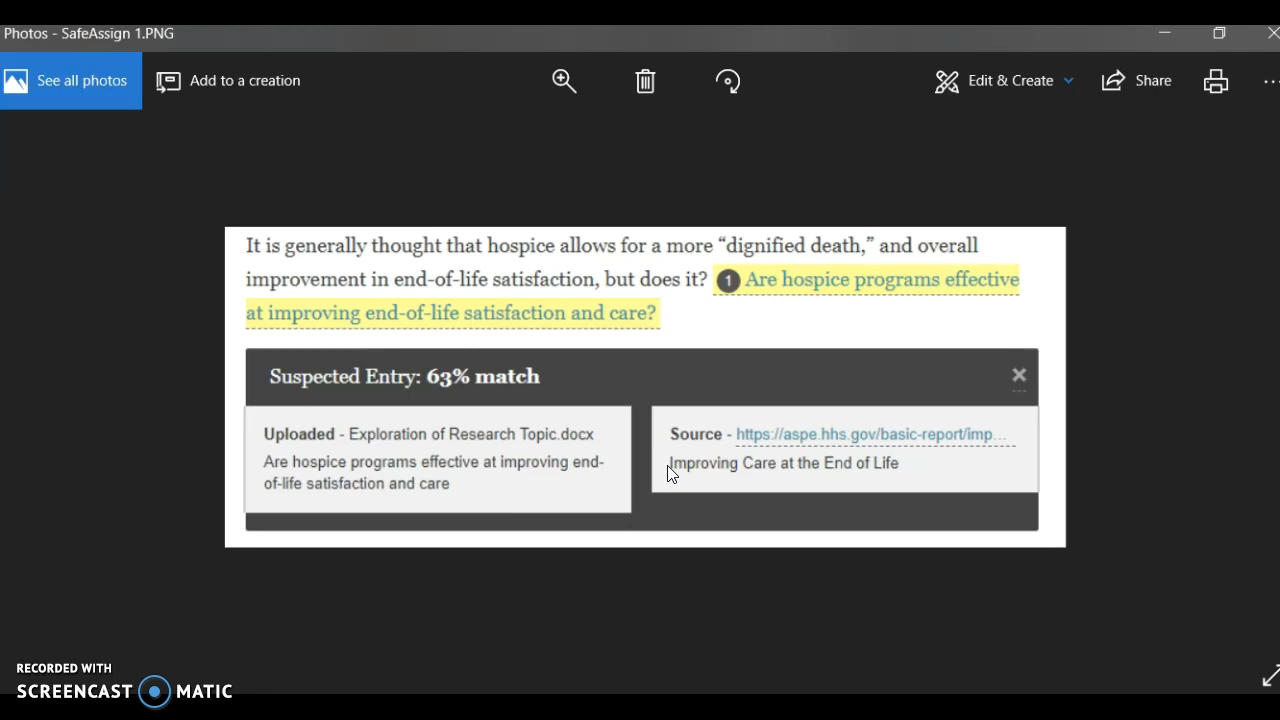 Photos - SafeAssign 1.PNG
See all photos
Add to a creation
Edit & Create
Share
It is generally thought that hospice allows for a more “dignified death,” and overall
improvement in end-of-life satisfaction, but does it? 1 Are hospice programs effective
at improving end-of-life satisfaction and care?
Suspected Entry: 63% match
Uploaded - Exploration of Research Topic.docx
Are hospice programs effective at improving end-
of-life satisfaction and care
Source - https://aspe.hhs.gov/basic-report/imp...
Improving Care at the End of Life
RECORDED WITH
SCREENCAST MATIC